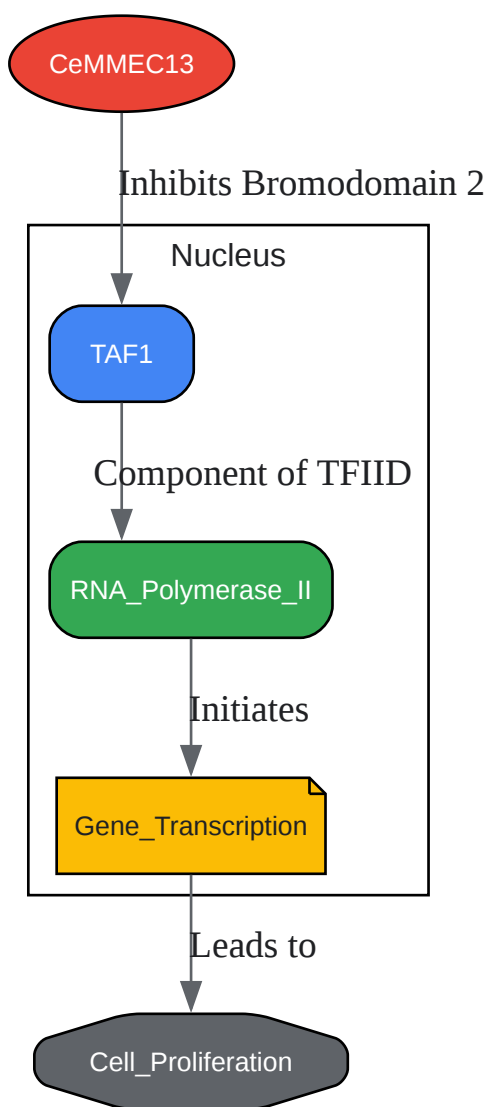 CeMMEC13
Inhibits Bromodomain 2
Nucleus
TAF1
Component of TFIID
RNA_Polymerase_II
Initiates
Gene_Transcription
Leads to
Cell_Proliferation